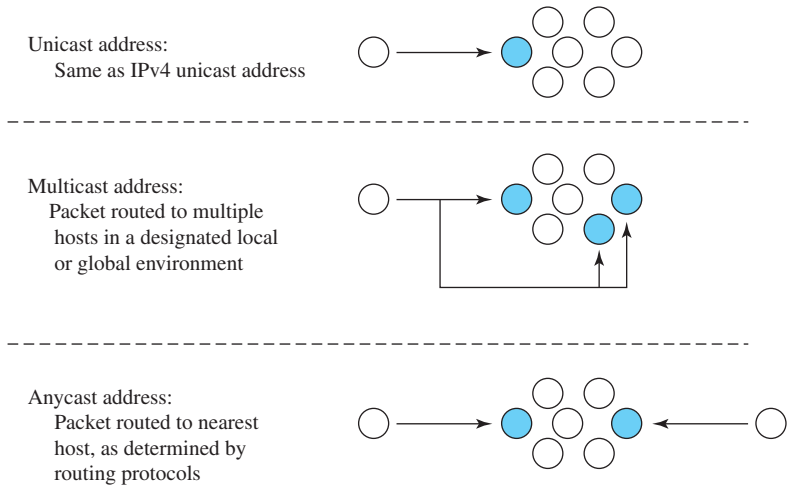 Unicast address:
Same as IPv4 unicast address
Multicast address:
Packet routed to multiple
hosts in a designated local
or global environment
Anycast address:
Packet routed to nearest
host, as determined by
routing protocols